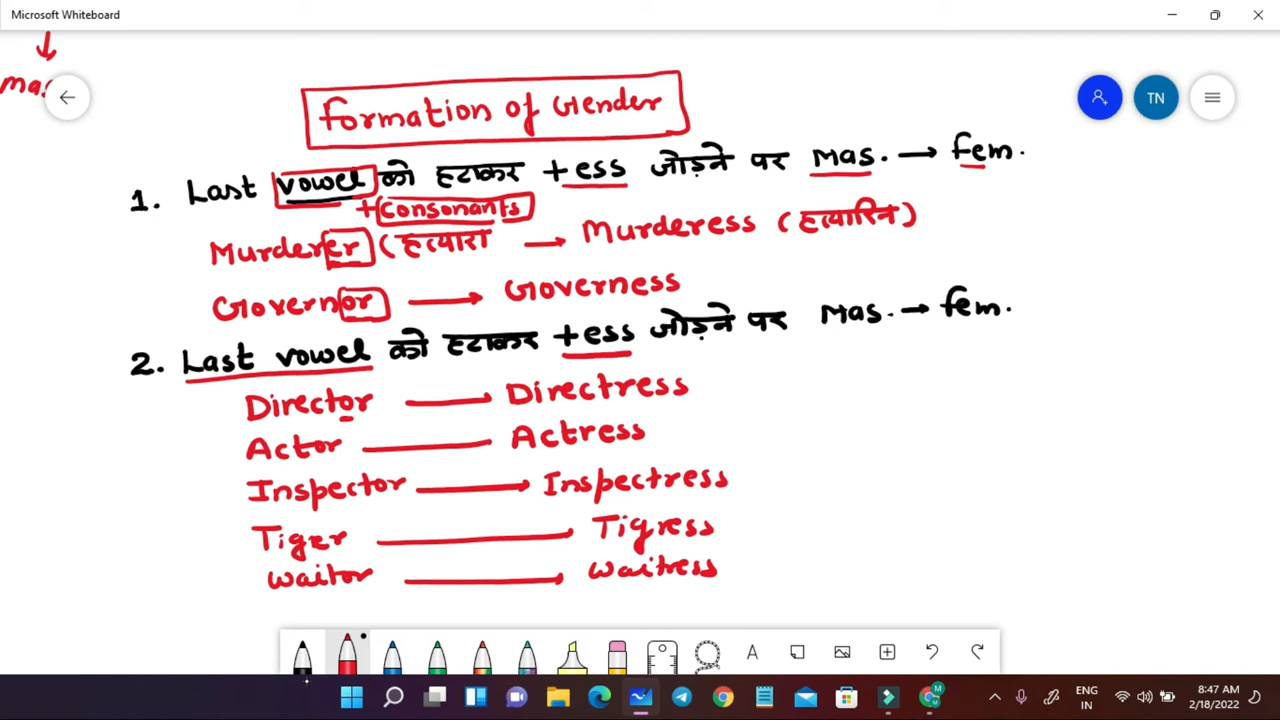 Microsoft Whiteboard
mas
Formation of Gender
TN
1. Last vowel को हटाकर +ess जोड़ने पर Mas. → fem.
+consonants
Murderer (हत्यारा → Murderess (हत्यारिन)
Governor → Governess
2. Last vowel को हटाकर +ess जोड़ने पर Mas. → fem.
Director Directress
Actor Actress
Inspector → Inspectress
Tiger Tigress
Waitor Waitress
A
ENG
IN
8:47 AM
2/18/2022